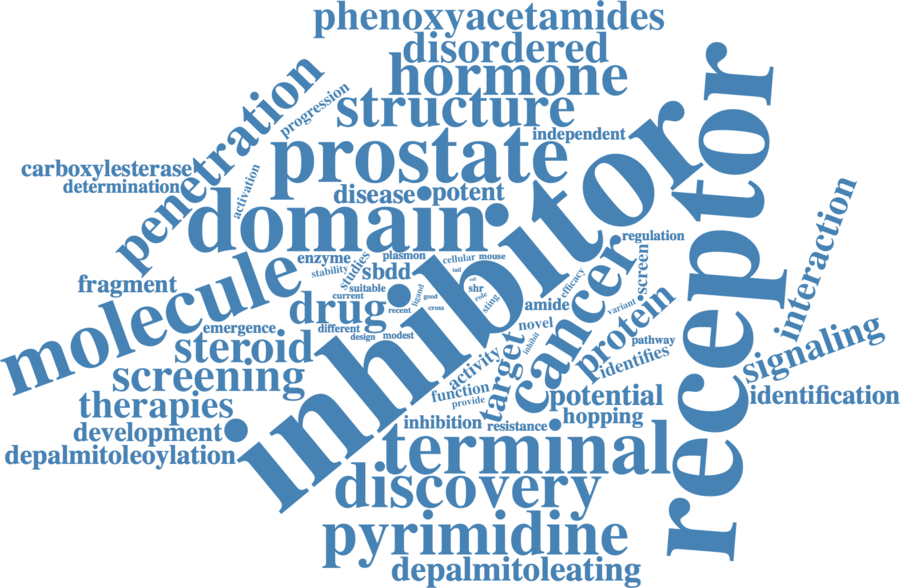 phenoxyacetamides
disordered
hormone
penetration
progression
structure
independent
prostate
receptor
inhibitor
carboxylesterase
determination
activation
disease
potent
domain
interaction
regulation
molecule
enzyme
plasmon
cellular
mouse
stability
studies
sbdd
tail
screen
fragment
suitable
shr
efficacy
cancer
current
ligand
good
role
drug
recent
cross
sting
amide
variant
protein
emergence
different
novel
steroid
design
modest
inhibit
pathway
signaling
identifies
screening
activity
target
function
provide
potential
identification
therapies
hopping
development
inhibition
resistance
depalmitoleoylation
terminal
discovery
pyrimidine
depalmitoleating